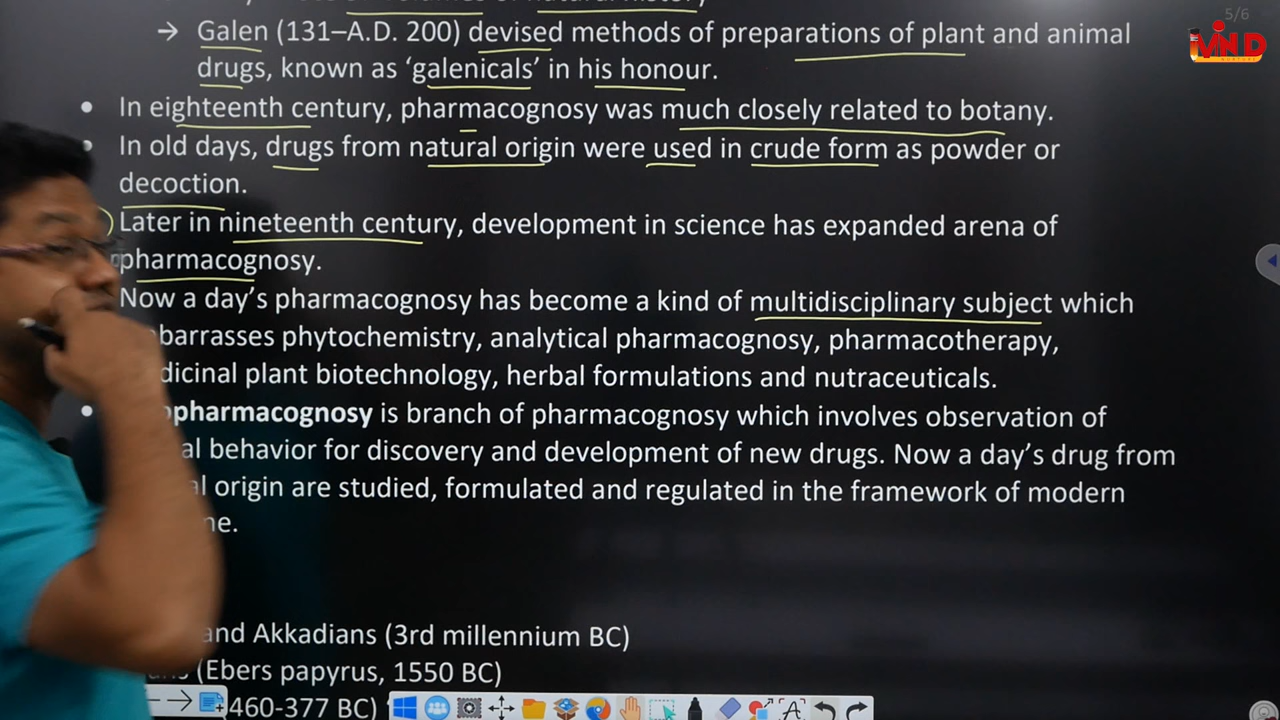 5/6
→ Galen (131–A.D. 200) devised methods of preparations of plant and animal
drugs, known as ‘galenicals’ in his honour.
• In eighteenth century, pharmacognosy was much closely related to botany.
• In old days, drugs from natural origin were used in crude form as powder or
decoction.
Later in nineteenth century, development in science has expanded arena of
pharmacognosy.
Now a day’s pharmacognosy has become a kind of multidisciplinary subject which
barrasses phytochemistry, analytical pharmacognosy, pharmacotherapy,
dicinal plant biotechnology, herbal formulations and nutraceuticals.
• pharmacognosy is branch of pharmacognosy which involves observation of
al behavior for discovery and development of new drugs. Now a day’s drug from
al origin are studied, formulated and regulated in the framework of modern
ne.
and Akkadians (3rd millennium BC)
(Ebers papyrus, 1550 BC)
460-377 BC)